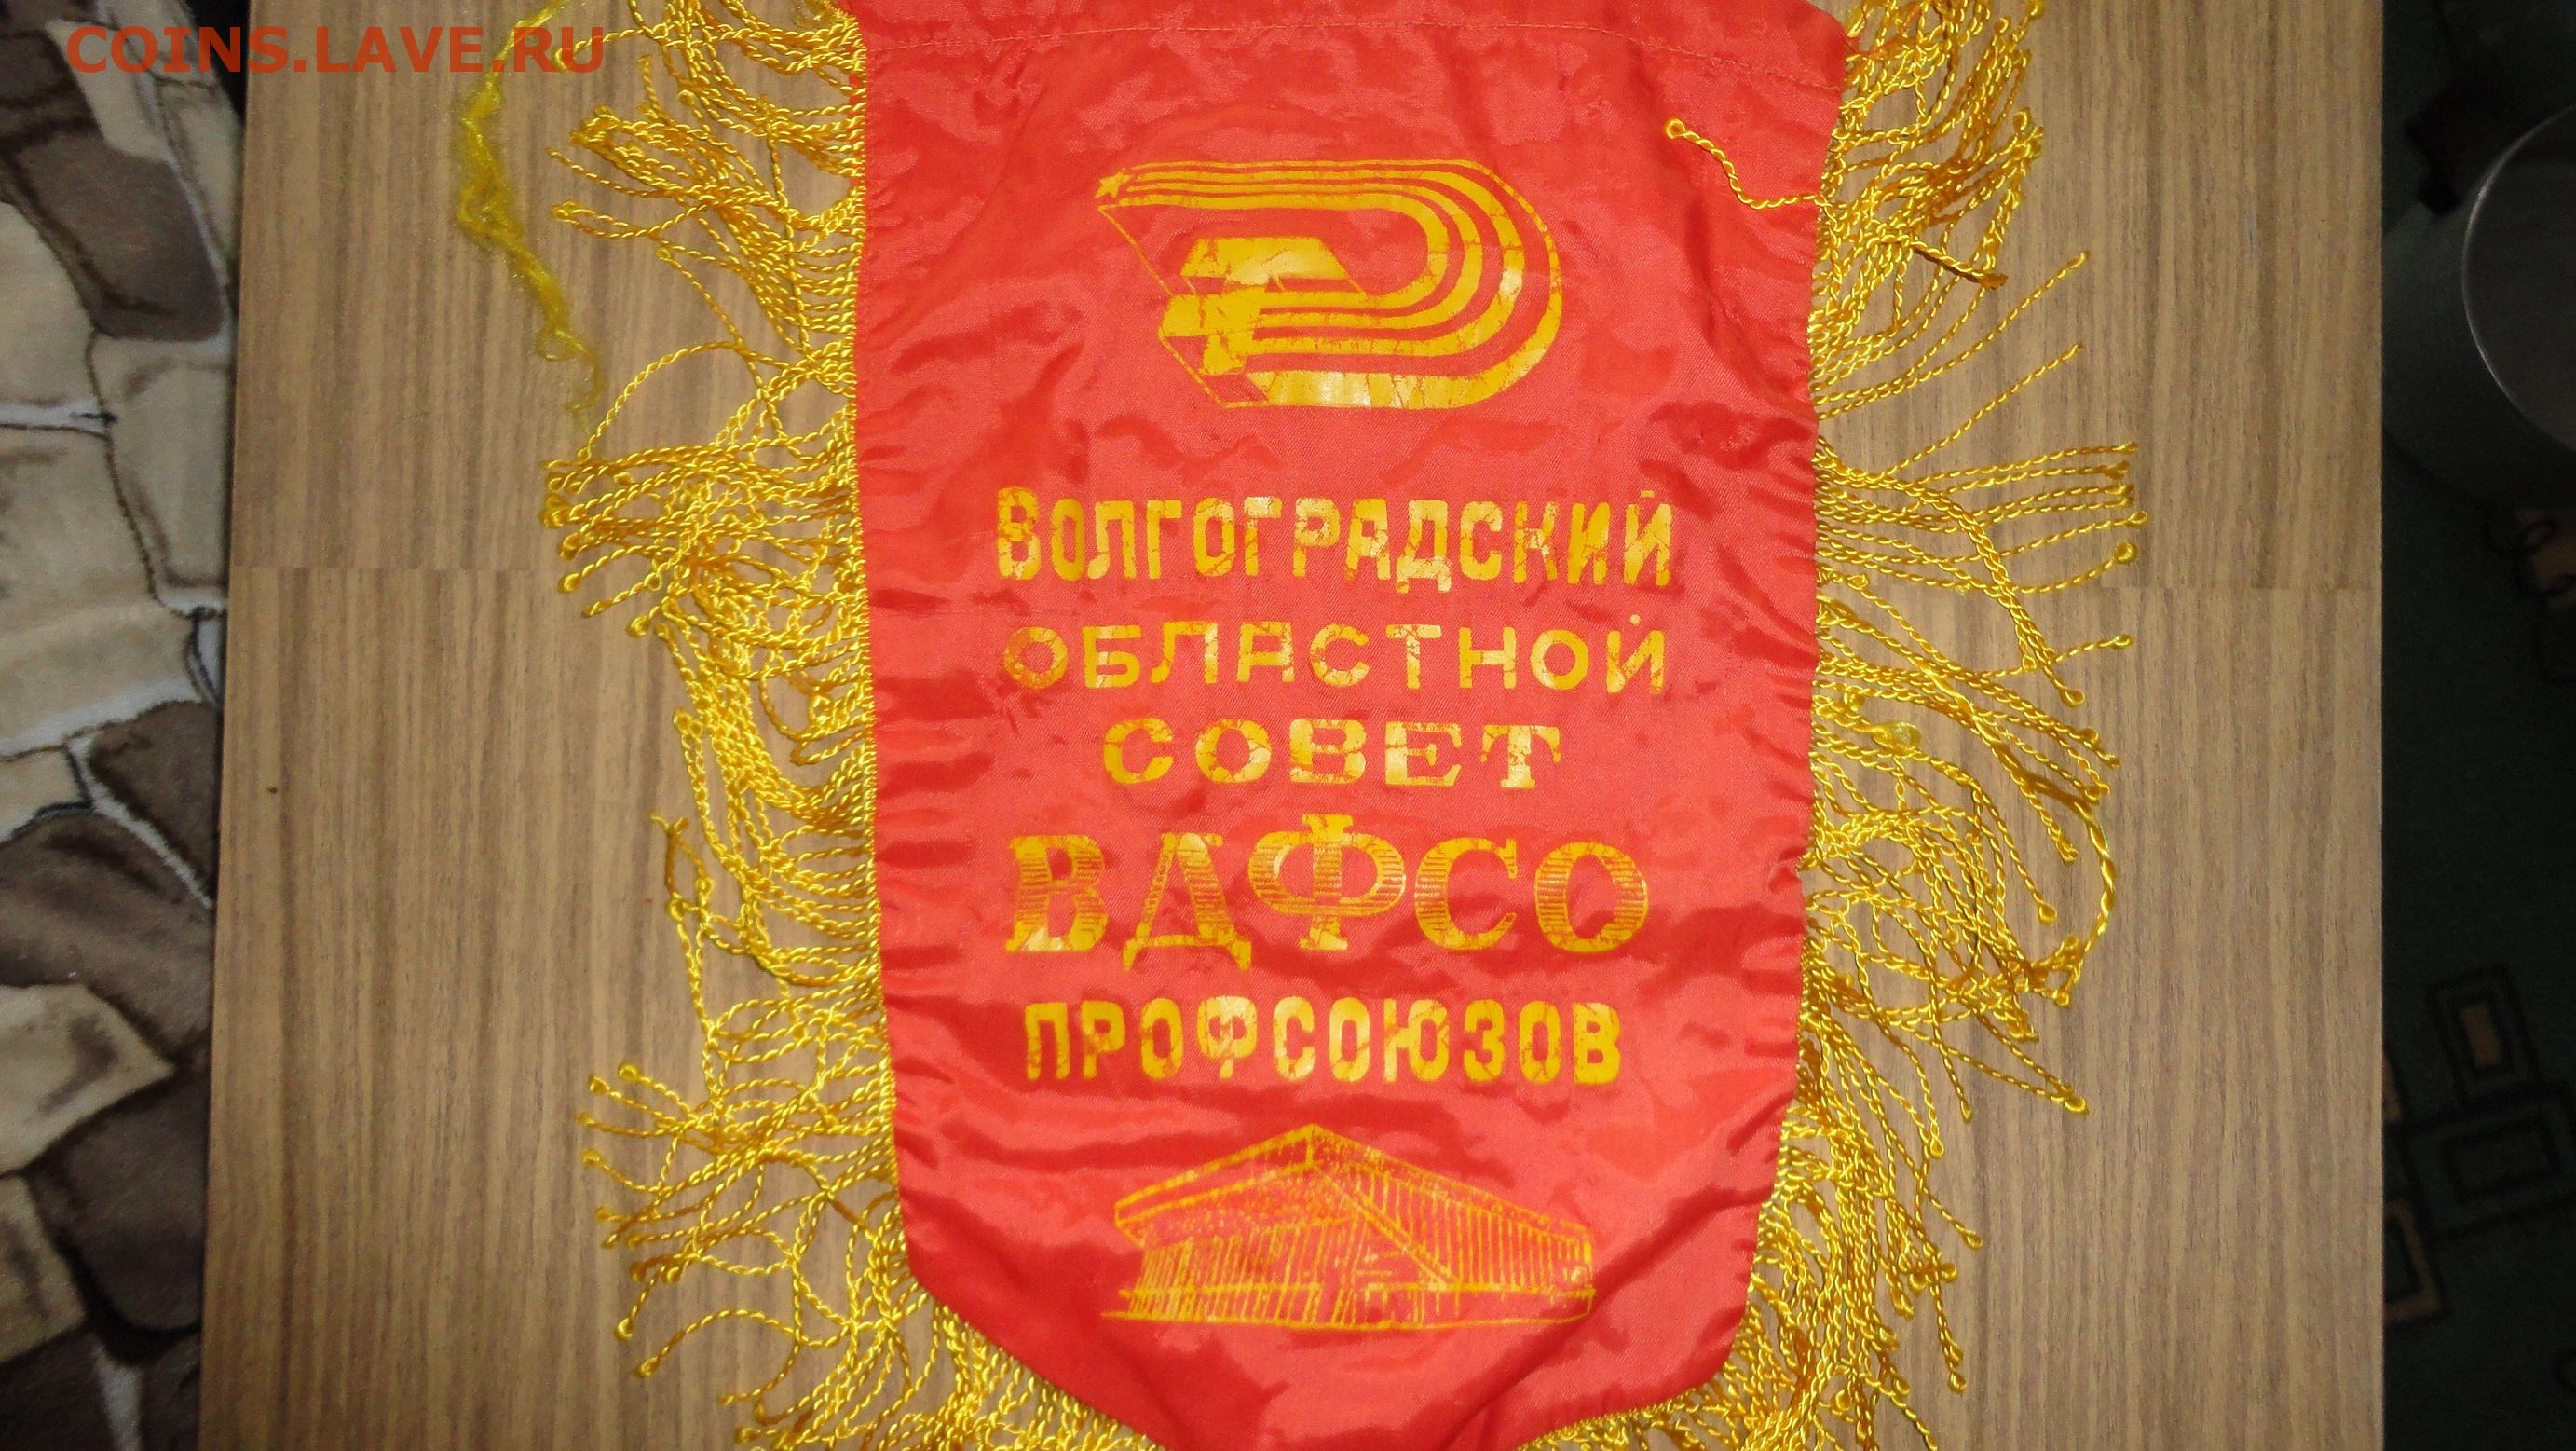 COINS.LAVE.RU
ВОЛГОГРАДСКИЙ
ОБЛАСТНОЙ
СОВЕТ
ВДФСО
ПРОФСОЮЗОВ